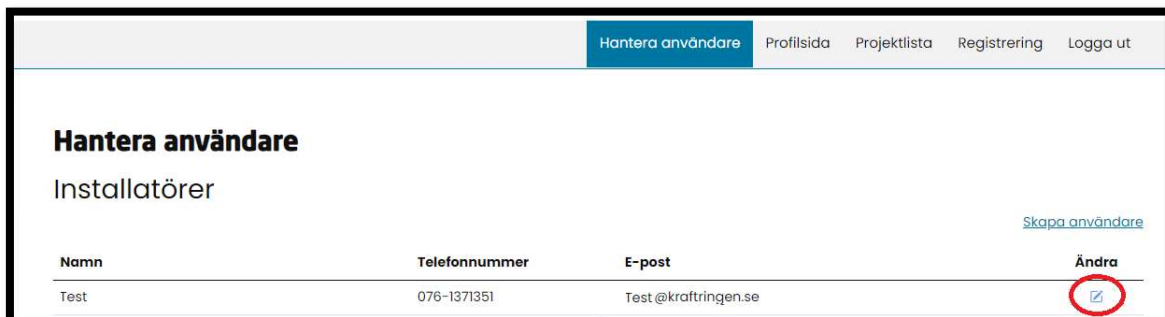 Hantera användare Profilsida Projektlista Registrering Logga ut
Hantera användare
Installatörer
Skapa användare
Namn Telefonnummer E-post Ändra
Test 076-1371351 Test@kraftringen.se